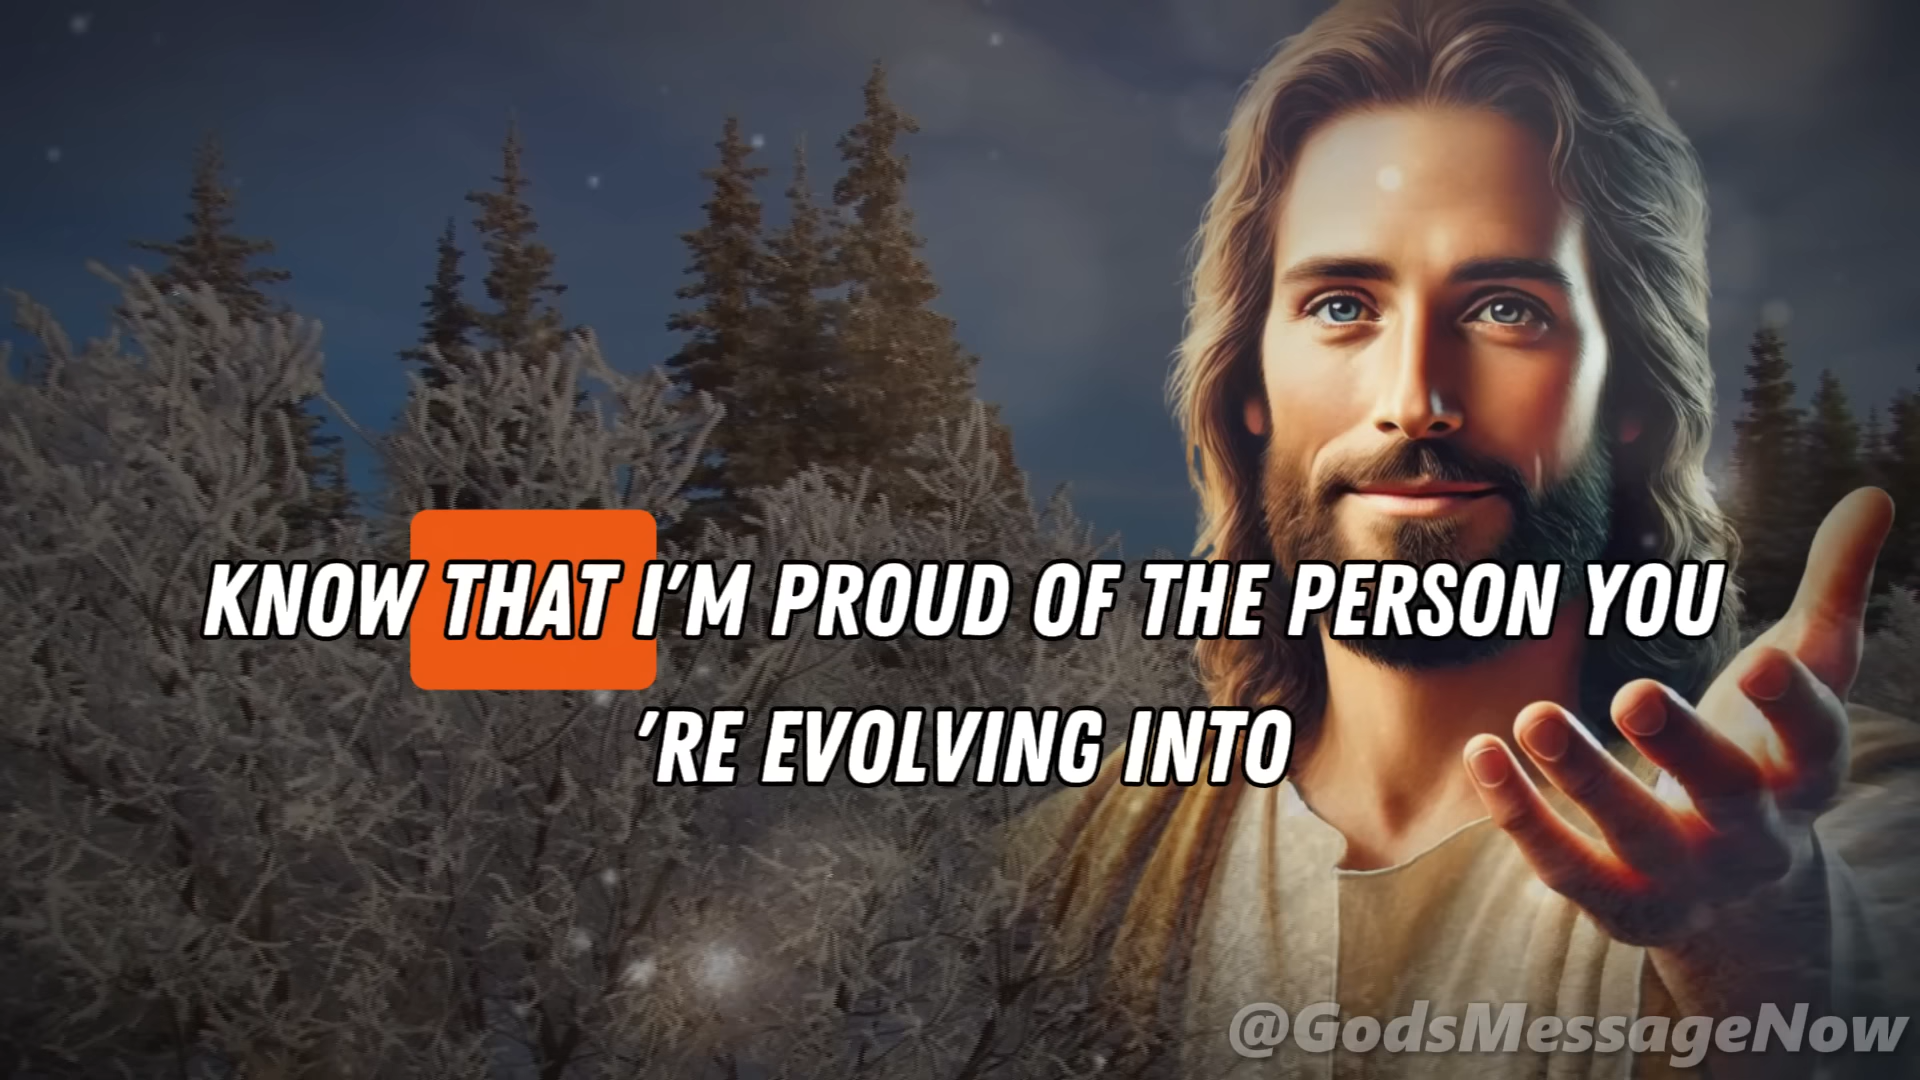 KNOW THAT I'M PROUD OF THE PERSON YOU
'RE EVOLVING INTO
@GodsMessageNow